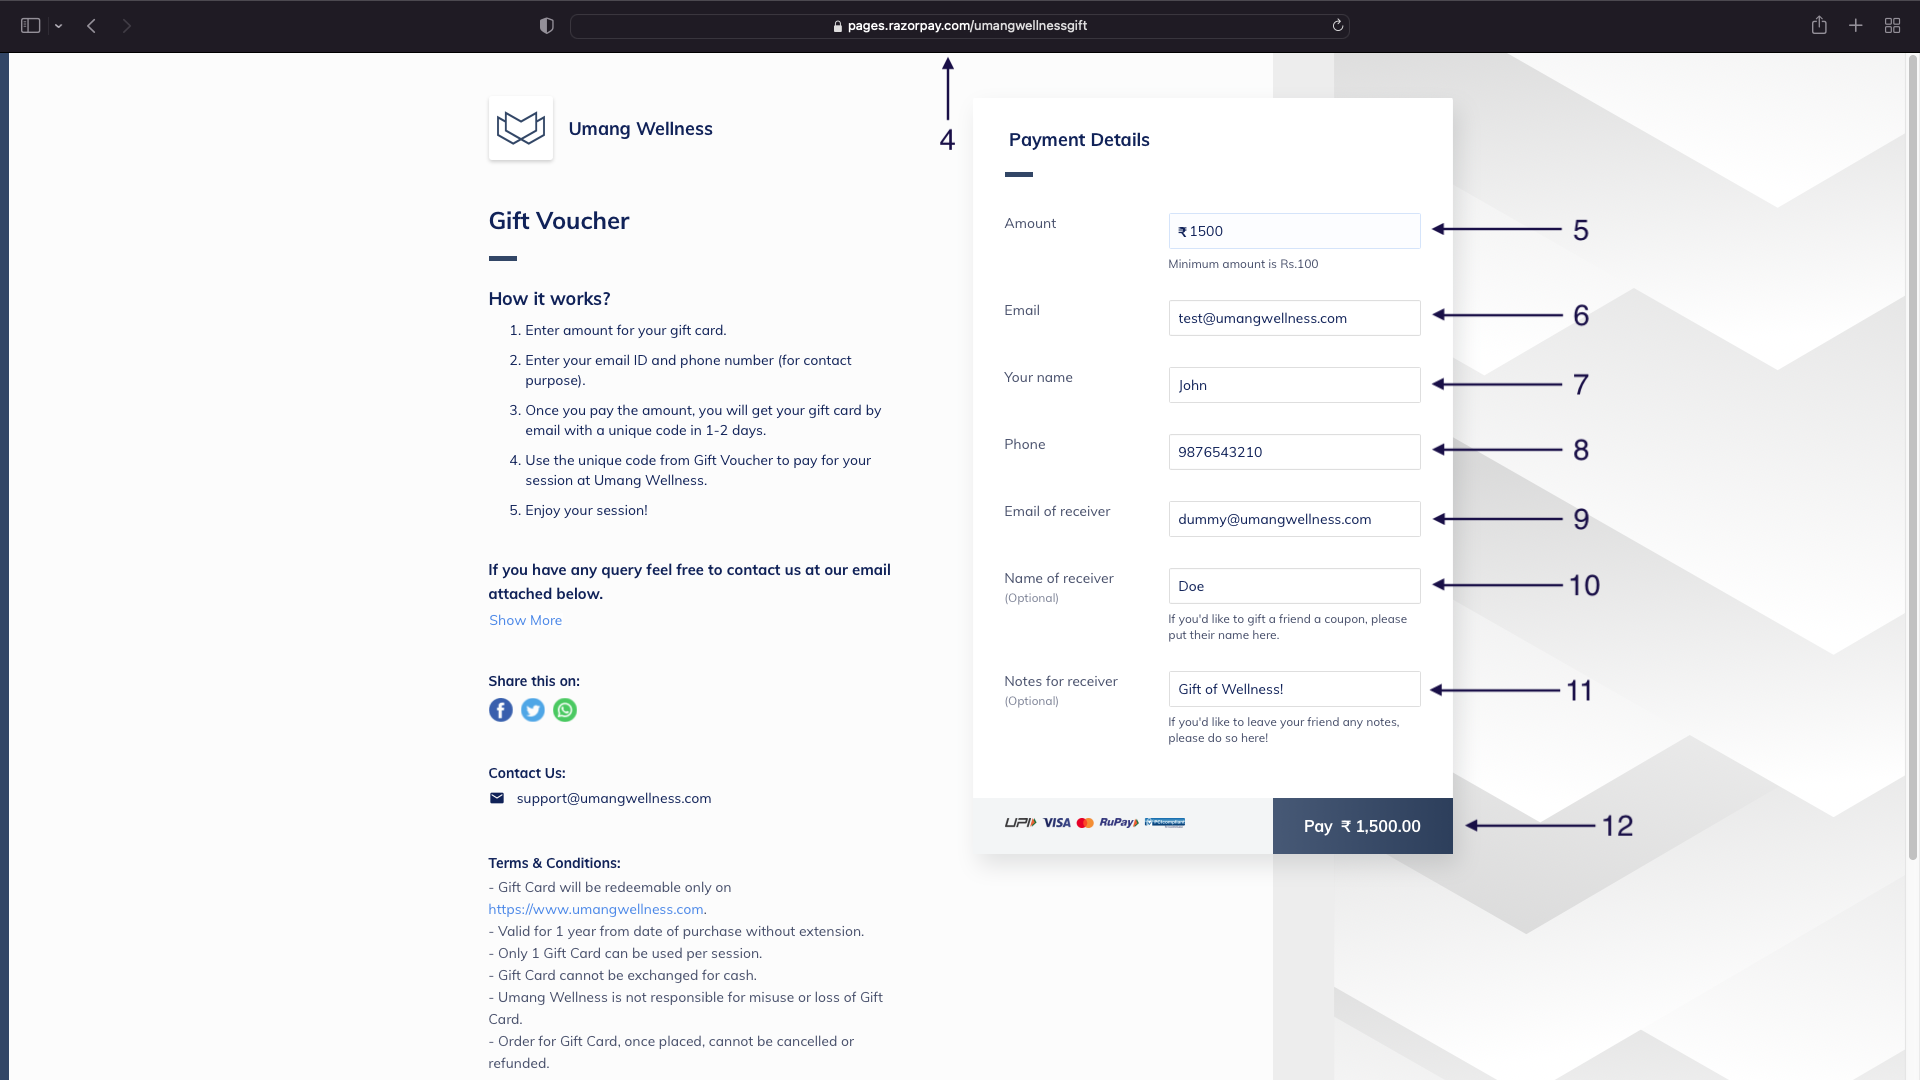 pages.razorpay.com/umangwellnessgift
4
Umang Wellness
Gift Voucher
How it works?
1. Enter amount for your gift card.
2. Enter your email ID and phone number (for contact
purpose).
3. Once you pay the amount, you will get your gift card by
email with a unique code in 1-2 days.
4. Use the unique code from Gift Voucher to pay for your
session at Umang Wellness.
5. Enjoy your session!
If you have any query feel free to contact us at our email
attached below.
Show More
Share this on:
Contact Us:
support@umangwellness.com
Terms & Conditions:
- Gift Card will be redeemable only on
https://www.umangwellness.com.
- Valid for 1 year from date of purchase without extension.
- Only 1 Gift Card can be used per session.
- Gift Card cannot be exchanged for cash.
- Umang Wellness is not responsible for misuse or loss of Gift
Card.
- Order for Gift Card, once placed, cannot be cancelled or
refunded.
Payment Details
Amount
₹ 1500
5
Minimum amount is Rs.100
Email
test@umangwellness.com
6
Your name
John
7
Phone
9876543210
8
Email of receiver
dummy@umangwellness.com
9
Name of receiver
(Optional)
Doe
10
If you'd like to gift a friend a coupon, please
put their name here.
Notes for receiver
(Optional)
Gift of Wellness!
11
If you'd like to leave your friend any notes,
please do so here!
UPI VISA RuPay
Pay ₹ 1,500.00
12